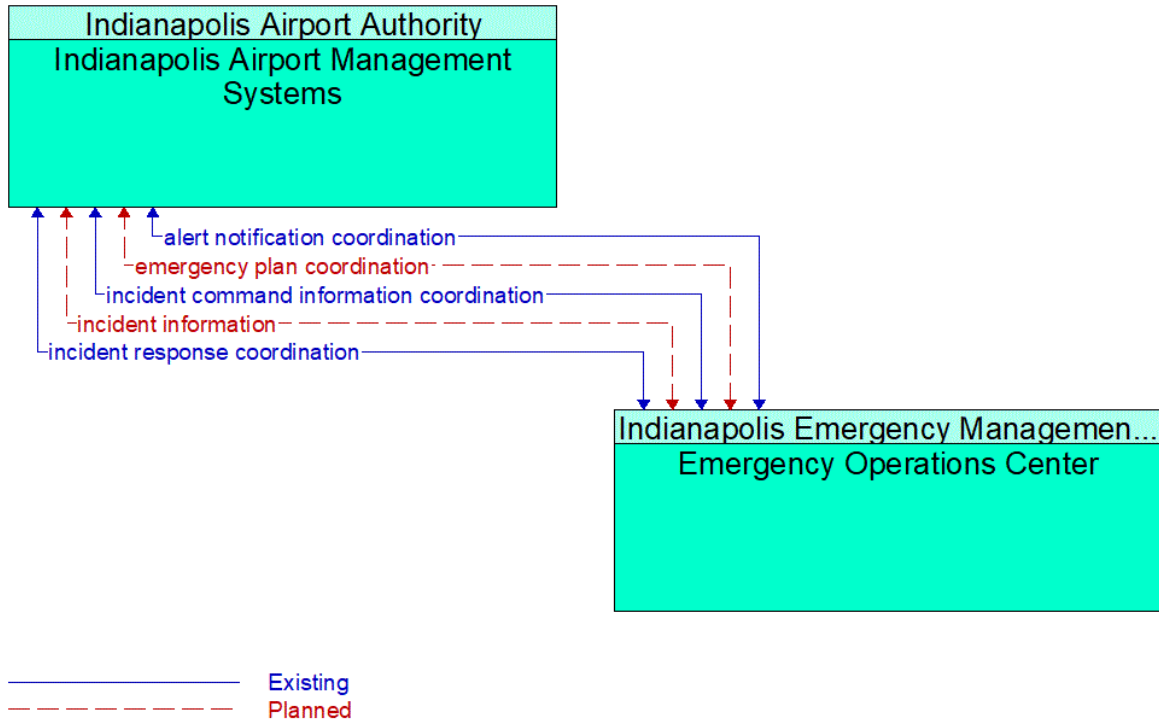 Indianapolis Airport Authority
Indianapolis Airport Management
Systems
alert notification coordination
emergency plan coordination
incident command information coordination
incident information
incident response coordination
Indianapolis Emergency Managemen...
Emergency Operations Center
Existing
Planned